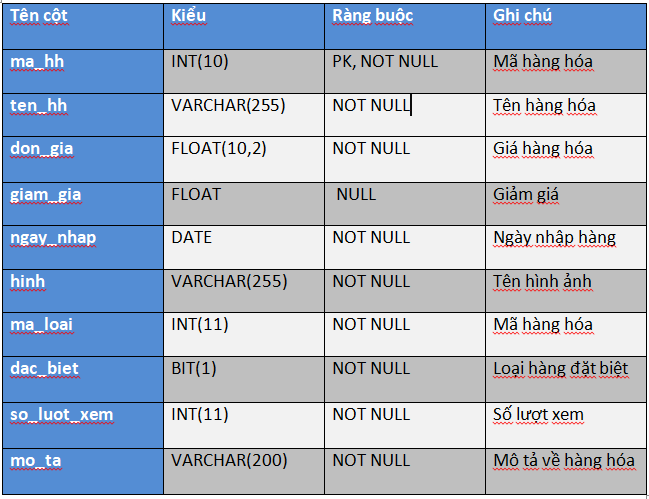 Tên cột Kiểu Ràng buộc Ghi chú
ma_hh INT(10) PK, NOT NULL Mã hàng hóa
ten_hh VARCHAR(255) NOT NULL Tên hàng hóa
don_gia FLOAT(10,2) NOT NULL Giá hàng hóa
giam_gia FLOAT NULL Giảm giá
ngay_nhap DATE NOT NULL Ngày nhập hàng
hinh VARCHAR(255) NOT NULL Tên hình ảnh
ma_loai INT(11) NOT NULL Mã hàng hóa
dac_biet BIT(1) NOT NULL Loại hàng đặt biệt
so_luot_xem INT(11) NOT NULL Số lượt xem
mo_ta VARCHAR(200) NOT NULL Mô tả về hàng hóa